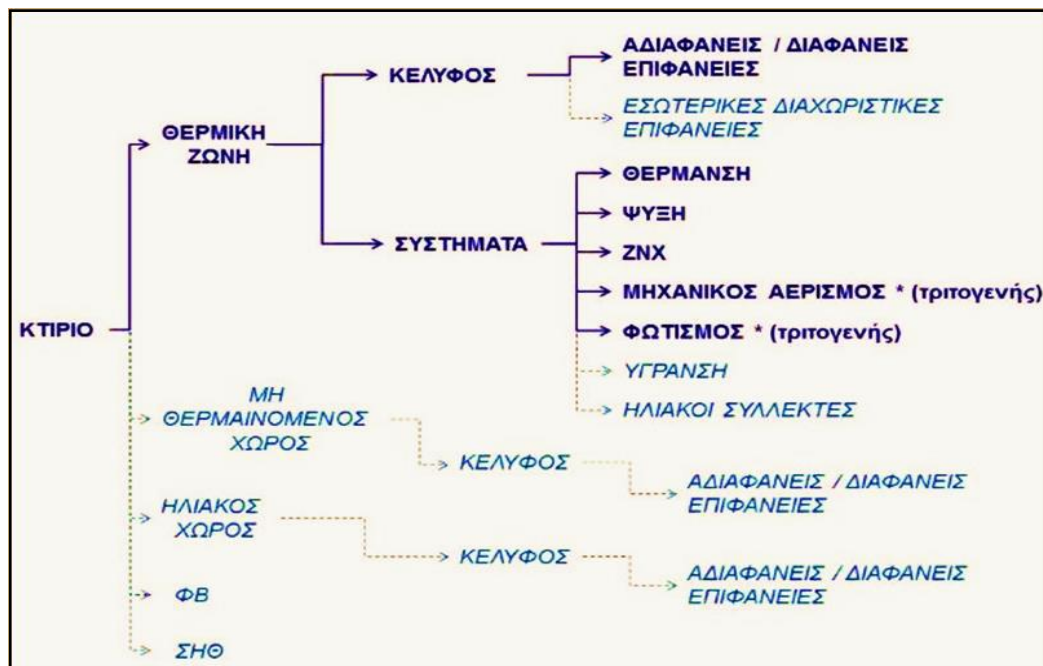 ΑΔΙΑΦΑΝΕΙΣ / ΔΙΑΦΑΝΕΙΣ
ΕΠΙΦΑΝΕΙΕΣ
ΚΕΛΥΦΟΣ
ΕΣΩΤΕΡΙΚΕΣ ΔΙΑΧΩΡΙΣΤΙΚΕΣ
ΕΠΙΦΑΝΕΙΕΣ
ΘΕΡΜΙΚΗ
ΖΩΝΗ
ΘΕΡΜΑΝΣΗ
ΨΥΞΗ
ΣΥΣΤΗΜΑΤΑ
ΖΝΧ
ΜΗΧΑΝΙΚΟΣ ΑΕΡΙΣΜΟΣ * (τριτογενής)
ΚΤΙΡΙΟ
ΦΩΤΙΣΜΟΣ * (τριτογενής)
ΥΓΡΑΝΣΗ
ΗΛΙΑΚΟΙ ΣΥΛΛΕΚΤΕΣ
ΜΗ
ΘΕΡΜΑΙΝΟΜΕΝΟΣ
ΧΩΡΟΣ
ΚΕΛΥΦΟΣ
ΑΔΙΑΦΑΝΕΙΣ / ΔΙΑΦΑΝΕΙΣ
ΕΠΙΦΑΝΕΙΕΣ
ΗΛΙΑΚΟΣ
ΧΩΡΟΣ
ΚΕΛΥΦΟΣ
ΑΔΙΑΦΑΝΕΙΣ / ΔΙΑΦΑΝΕΙΣ
ΕΠΙΦΑΝΕΙΕΣ
ΦΒ
ΣΗΘ